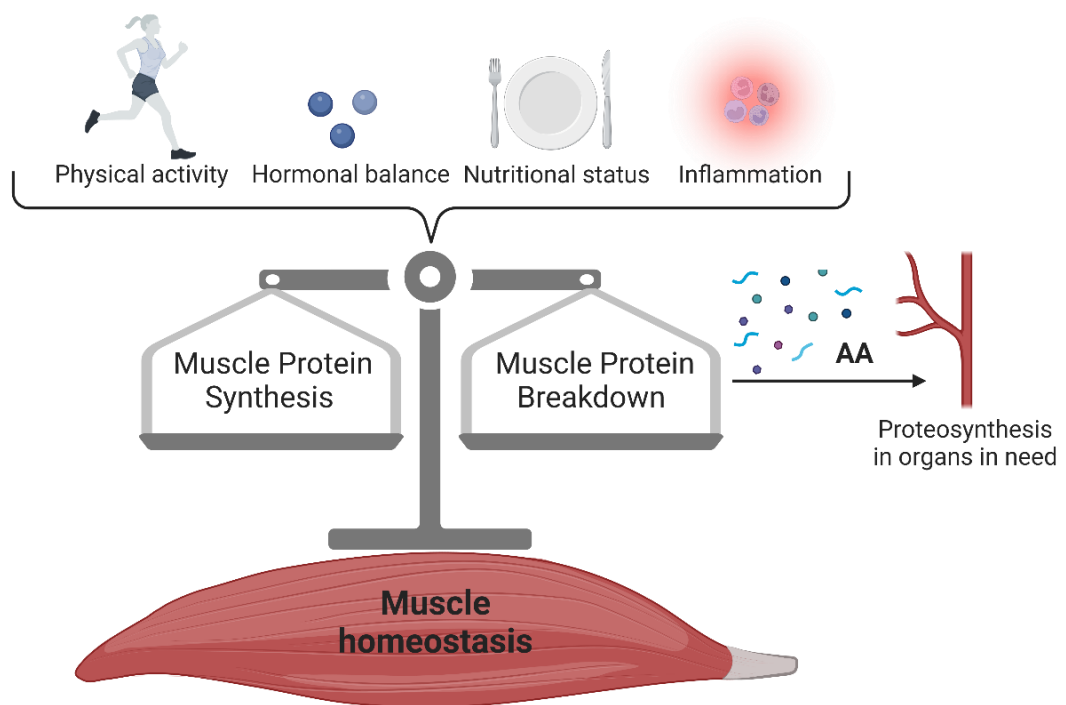 Physical activity
Hormonal balance
Nutritional status
Inflammation
Muscle Protein
Synthesis
Muscle Protein
Breakdown
AA
Proteosynthesis
in organs in need
Muscle
homeostasis